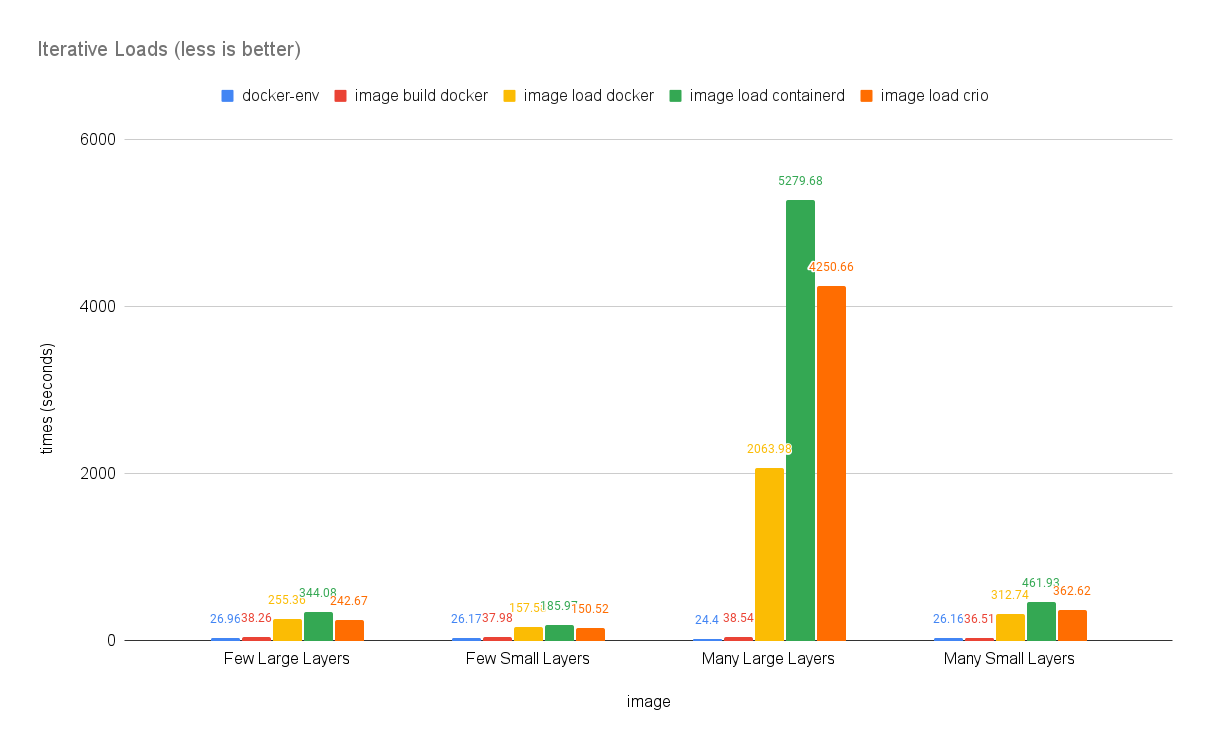 Iterative Loads (less is better)
docker-env image build docker image load docker image load containerd image load crio
6000
4000
2000
0
times (seconds)
26.96 38.26 255.36 344.08 242.67
26.17 37.98 157.5 185.97 150.52
24.4 38.54 2063.98 5279.68 4250.66
26.16 36.51 312.74 461.93 362.62
Few Large Layers Few Small Layers Many Large Layers Many Small Layers
image